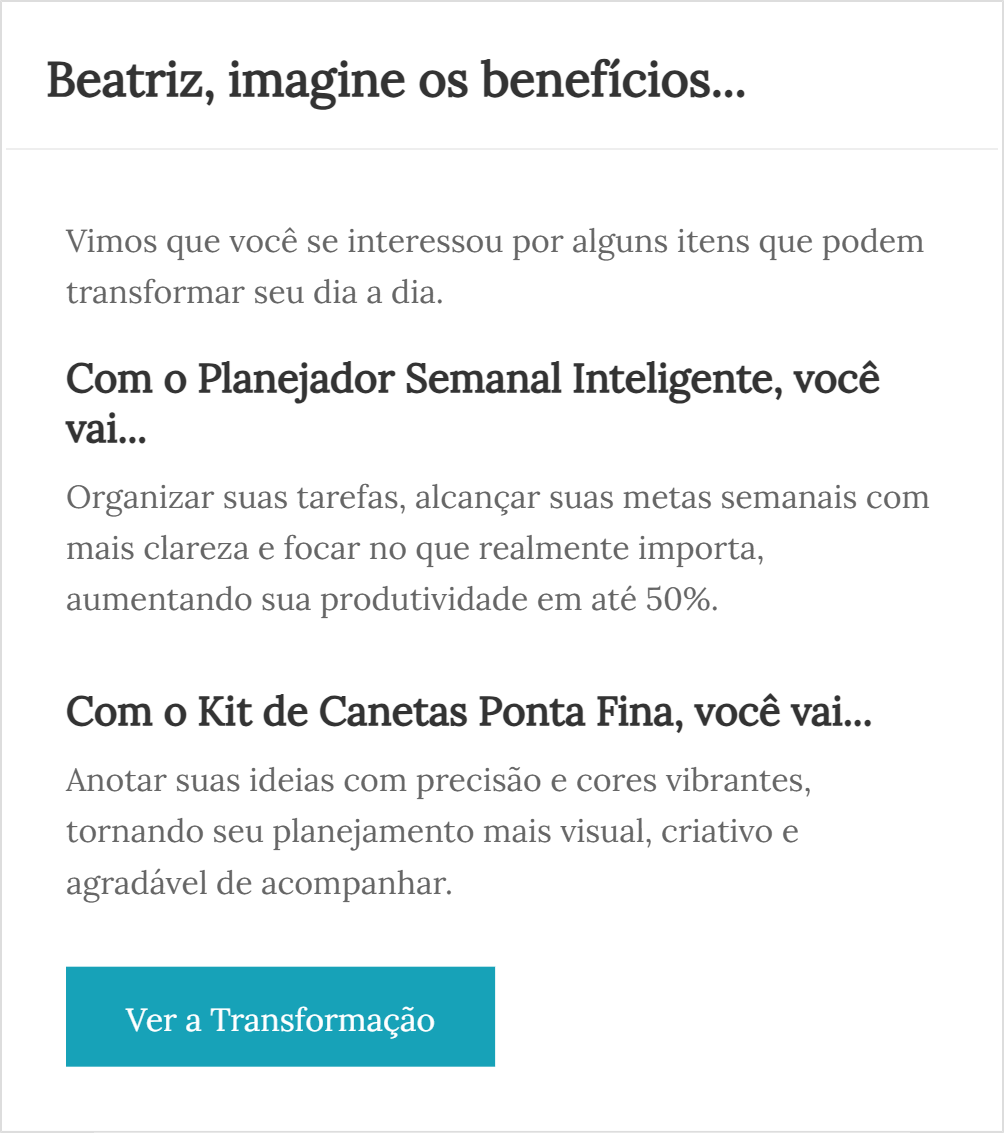 Beatriz, imagine os benefícios...
Vimos que você se interessou por alguns itens que podem
transformar seu dia a dia.
Com o Planejador Semanal Inteligente, você
vai...
Organizar suas tarefas, alcançar suas metas semanais com
mais clareza e focar no que realmente importa,
aumentando sua produtividade em até 50%.
Com o Kit de Canetas Ponta Fina, você vai...
Anotar suas ideias com precisão e cores vibrantes,
tornando seu planejamento mais visual, criativo e
agradável de acompanhar.
Ver a Transformação